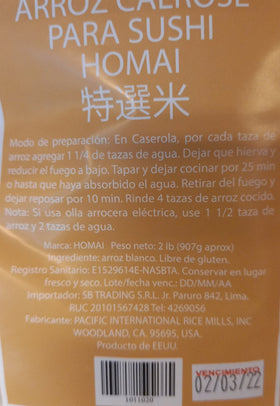 ARROZ CALROSE
PARA SUSHI
HOMAI
特選米
Modo de preparación: En Caserola, por cada taza de
arroz agregar 1 1/4 de tazas de agua. Dejar que hierva y
reducir el fuego a bajo. Tapar y dejar cocinar por 25 min
o hasta que haya absorbido el agua. Retirar del fuego y
dejar reposar por 10 min. Rinde 4 tazas de arroz cocido.
Nota: Si usa olla arrocera eléctrica, use 1 1/2 taza de
arroz y 2 tazas de agua.
Marca: HOMAI Peso neto: 2 lb (907g aprox)
Ingrediente: arroz blanco. Libre de gluten.
Registro Sanitario: E1529614E-NASBTA. Conservar en lugar
fresco y seco. Lote/fecha venc.: DD/MM/AA
Importador: SB TRADING S.R.L. Jr. Paruro 842, Lima.
RUC 20101567428 Tel: 4269056
Fabricante: PACIFIC INTERNATIONAL RICE MILLS, INC
WOODLAND, CA. 95695, USA.
Producto de EEUU.
VENCIMIENTO
02/03/22
1011020